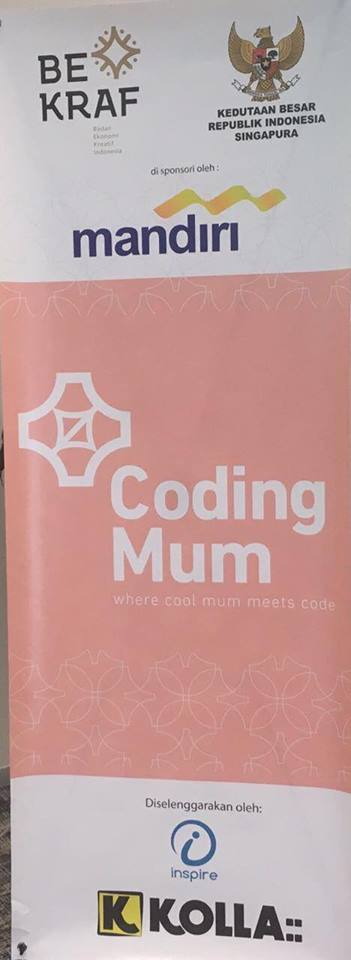 BE
KRAF
Badan
Ekonomi
Kreatif
Indonesia
KEDUTAAN BESAR
REPUBLIK INDONESIA
SINGAPURA
di sponsori oleh :
mandiri
Coding
Mum
where cool mum meets code
Diselenggarakan oleh:
i
inspire
K KOLLA::